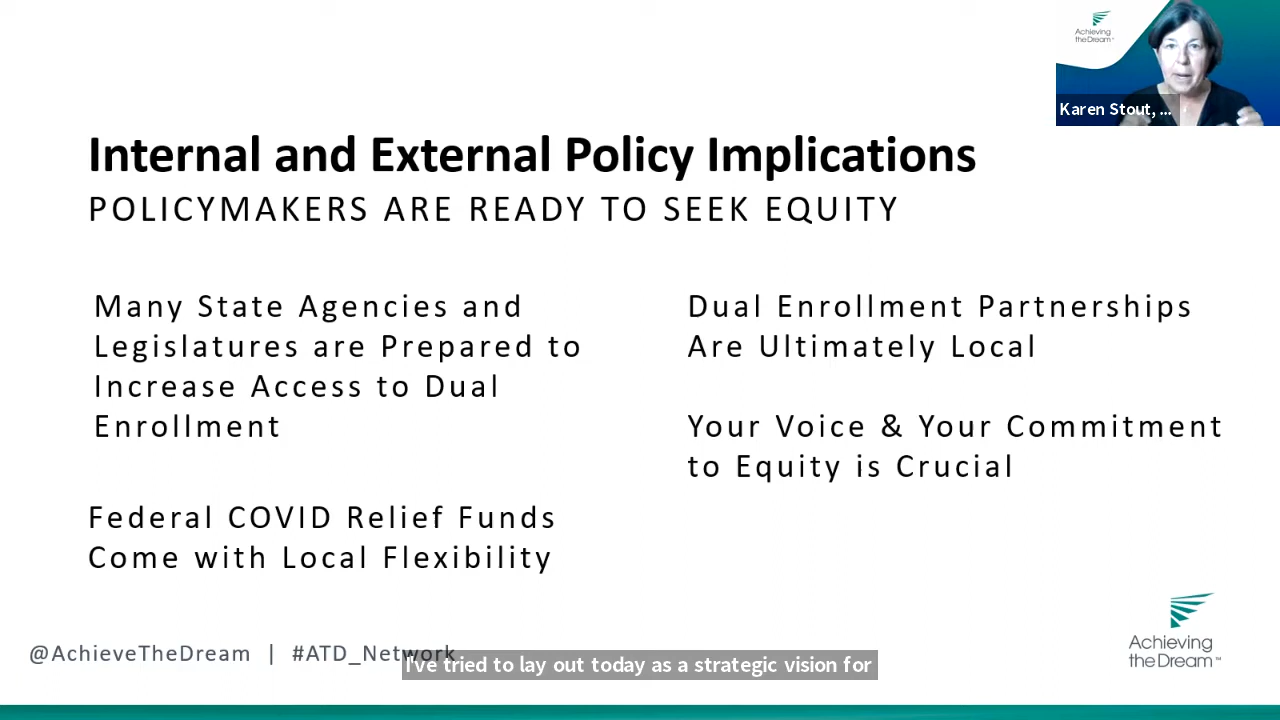 Achieving
the Dream™
Karen Stout, ...
Internal and External Policy Implications
POLICYMAKERS ARE READY TO SEEK EQUITY
Many State Agencies and
Legislatures are Prepared to
Increase Access to Dual
Enrollment
Federal COVID Relief Funds
Come with Local Flexibility
Dual Enrollment Partnerships
Are Ultimately Local
Your Voice & Your Commitment
to Equity is Crucial
@AchieveTheDream | #ATD_Network
I've tried to lay out today as a strategic vision for
Achieving
the Dream™